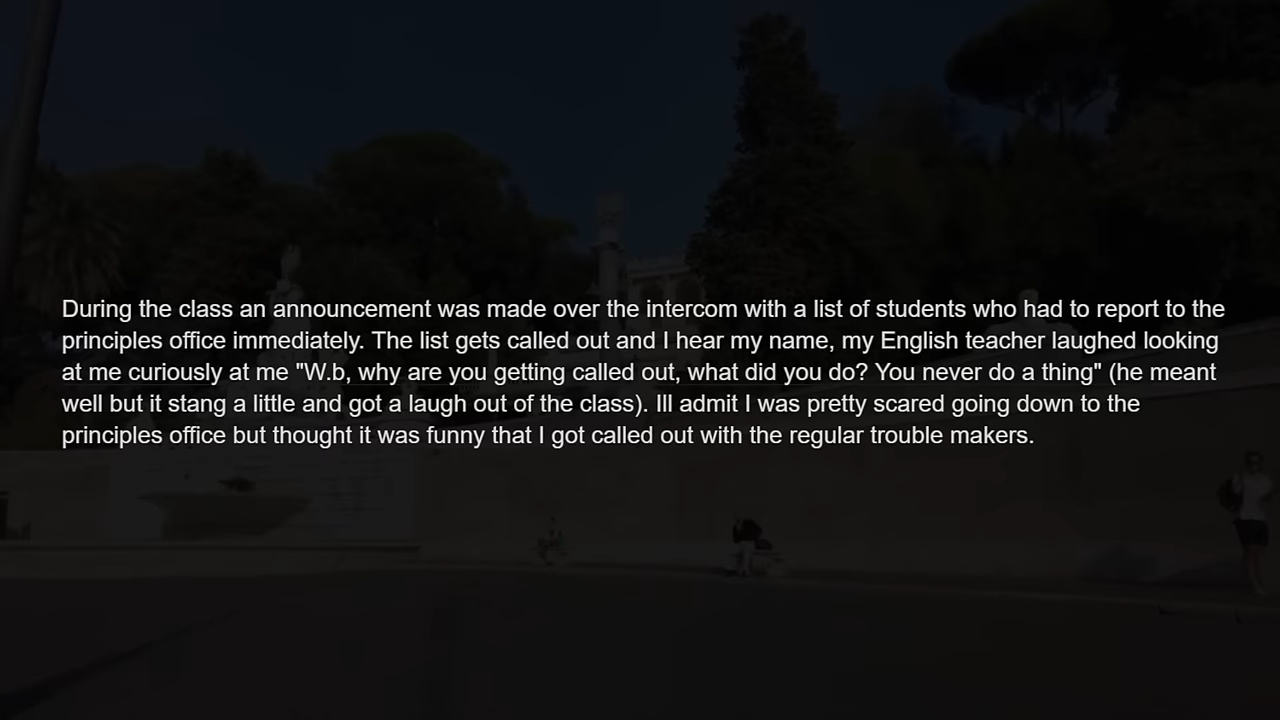 During the class an announcement was made over the intercom with a list of students who had to report to the
principles office immediately. The list gets called out and I hear my name, my English teacher laughed looking
at me curiously at me "W.b, why are you getting called out, what did you do? You never do a thing" (he meant
well but it stang a little and got a laugh out of the class). Ill admit I was pretty scared going down to the
principles office but thought it was funny that I got called out with the regular trouble makers.